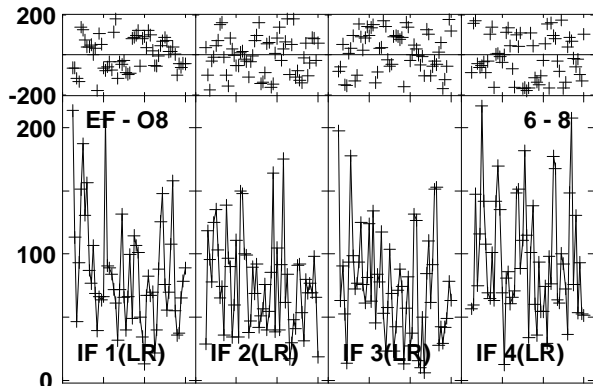 200
-200
EF - O8 6 - 8
200
100
IF 1(LR) IF 2(LR) IF 3(LR) IF 4(LR)
0